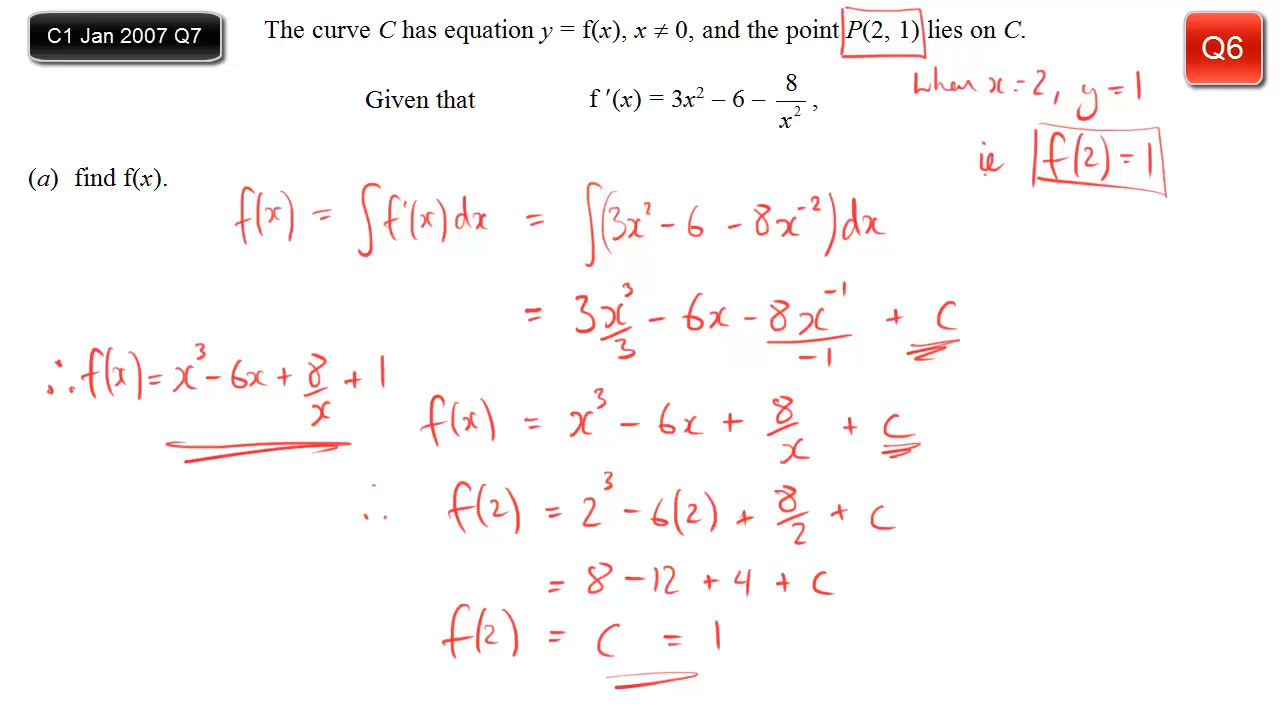 C1 Jan 2007 Q7
The curve C has equation y = f(x), x ≠ 0, and the point P(2, 1) lies on C.
Q6
Given that f ′(x) = 3x² – 6 – 8/x² ,
when x = 2, y = 1
ie f(2) = 1
(a) find f(x).
f(x) = ∫f'(x) dx = ∫(3x² – 6 – 8x⁻²) dx
= 3x³/3 – 6x – 8x⁻¹/–1 + C
∴ f(x) = x³ – 6x + 8/x + 1
f(x) = x³ – 6x + 8/x + C
∴ f(2) = 2³ – 6(2) + 8/2 + C
= 8 – 12 + 4 + C
f(2) = C = 1